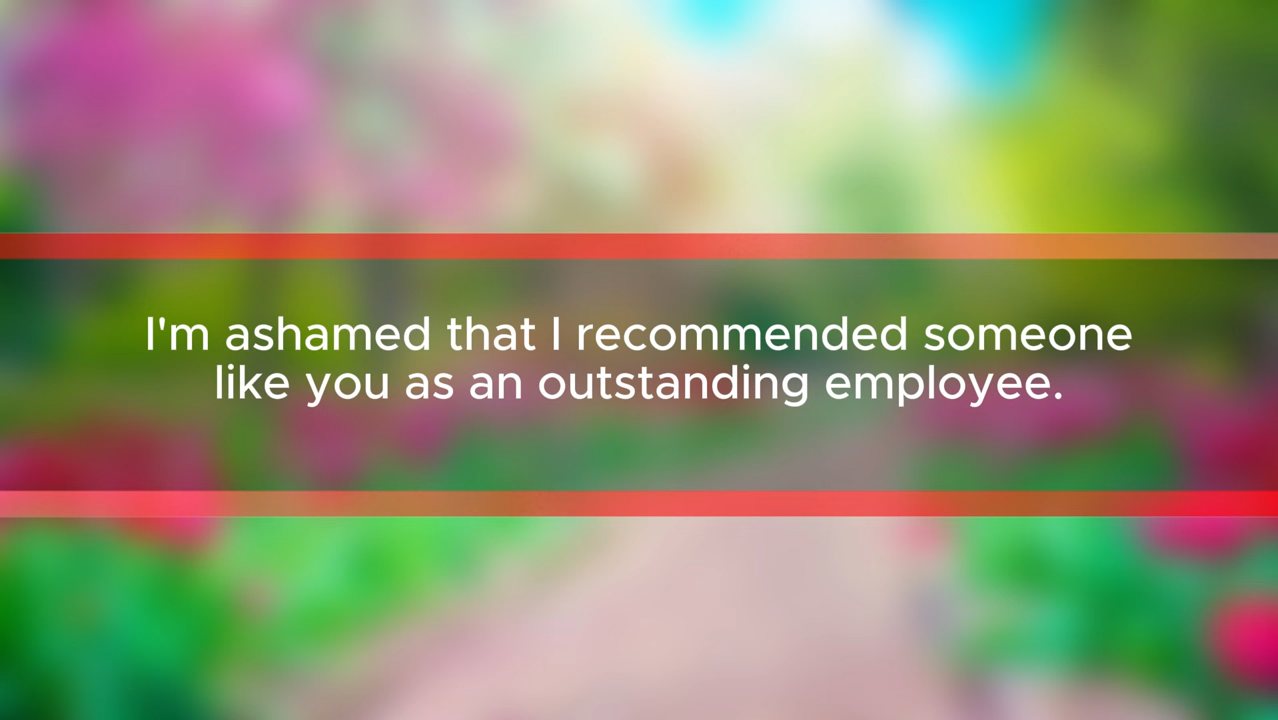 I'm ashamed that I recommended someone
like you as an outstanding employee.